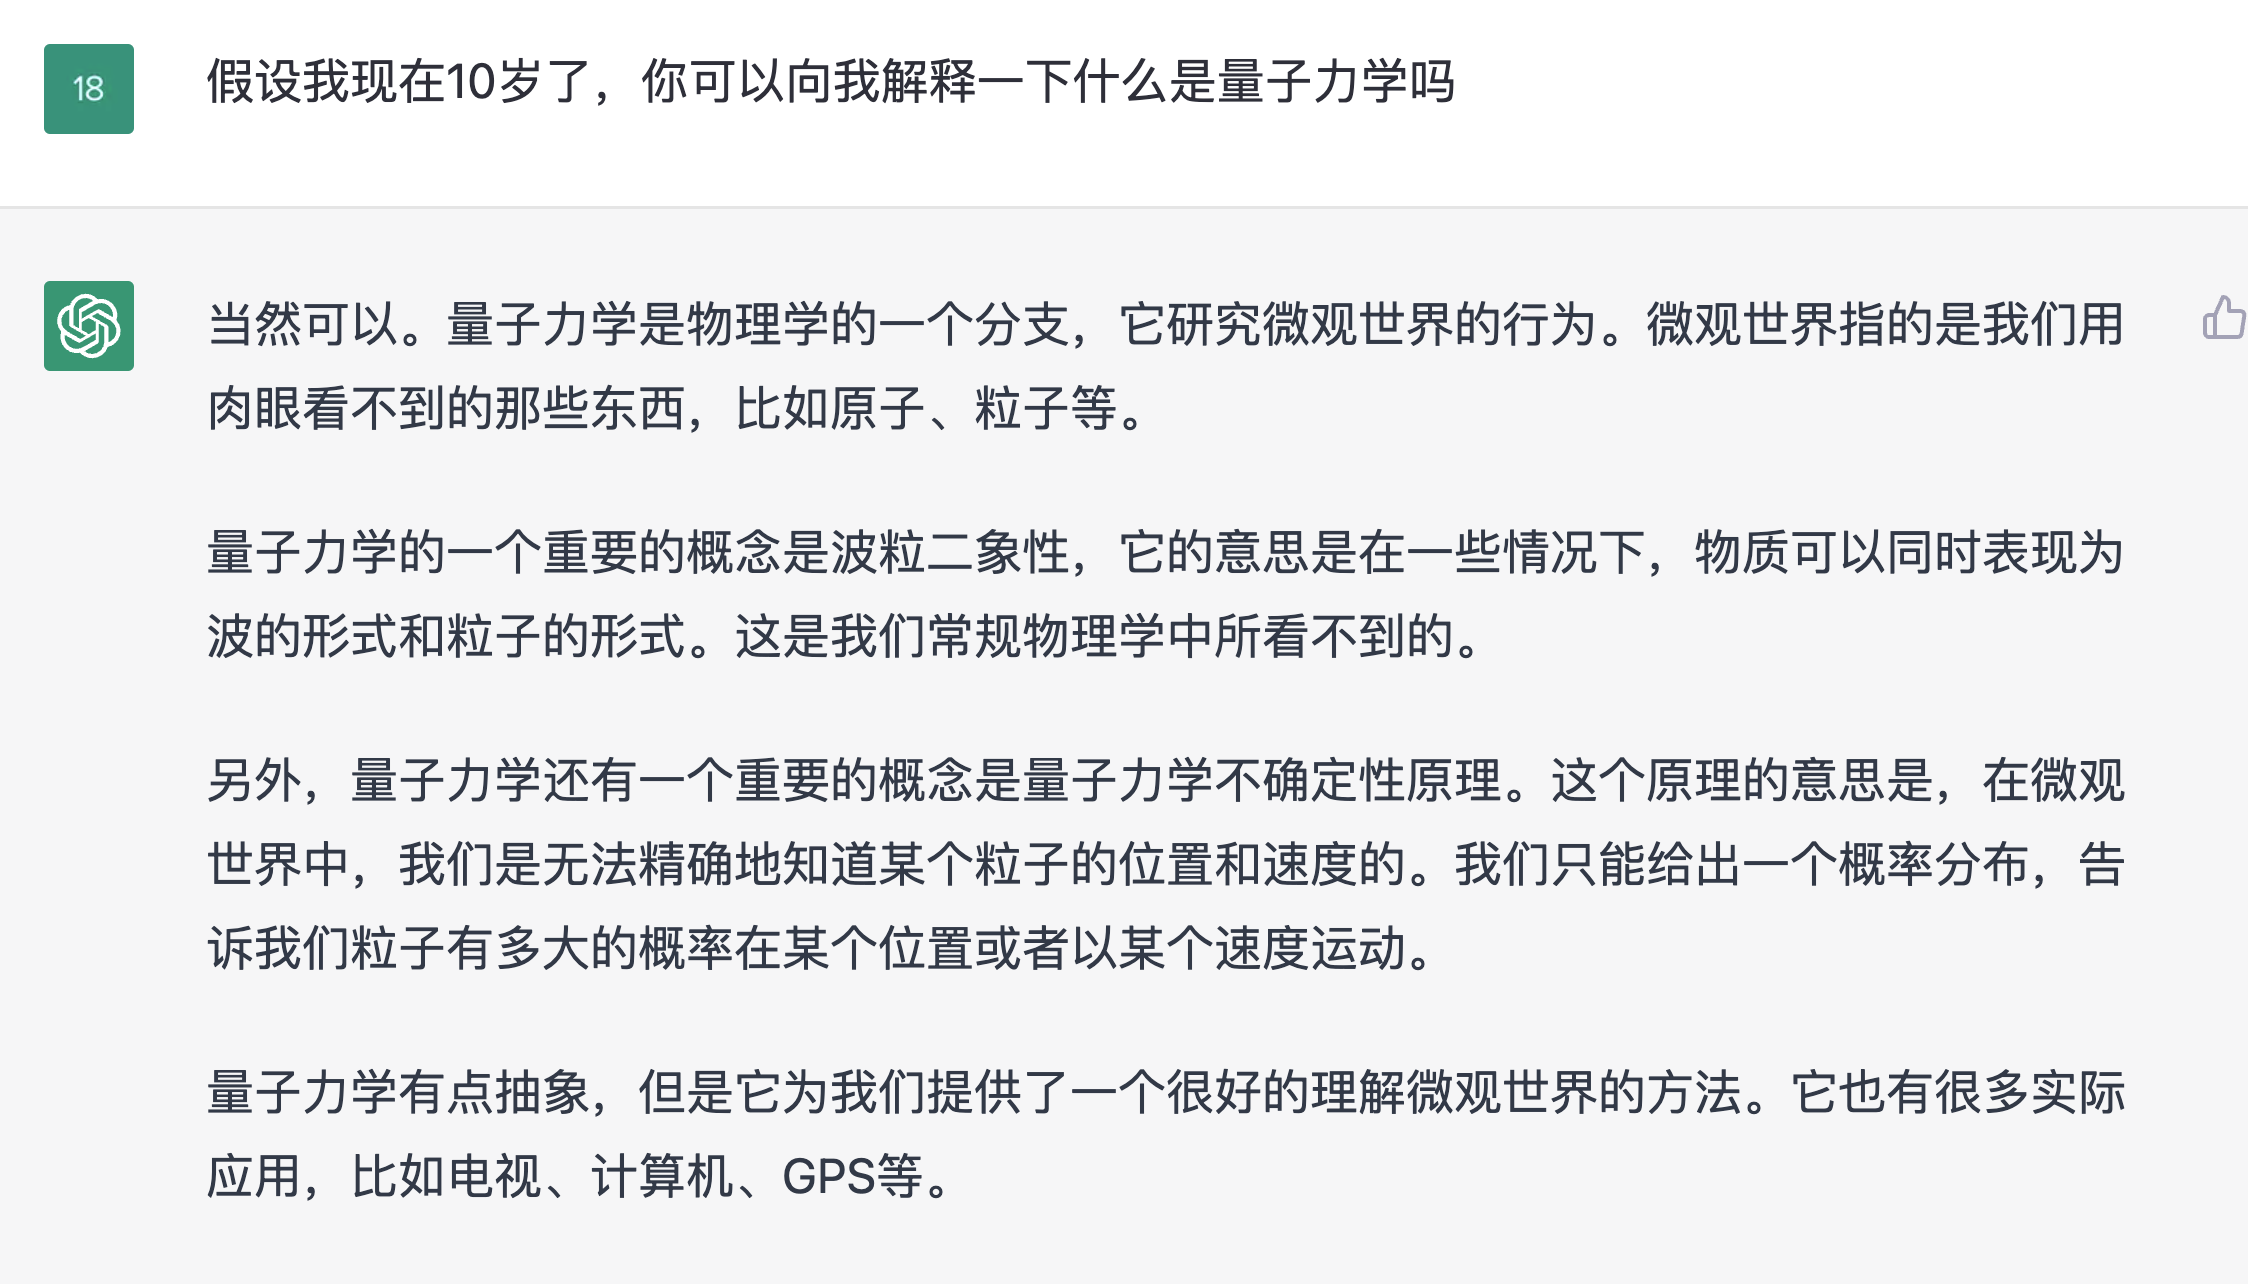 18
假设我现在10岁了，你可以向我解释一下什么是量子力学吗
当然可以。量子力学是物理学的一个分支，它研究微观世界的行为。微观世界指的是我们用
肉眼看不到的那些东西，比如原子、粒子等。
量子力学的一个重要的概念是波粒二象性，它的意思是在一些情况下，物质可以同时表现为
波的形式和粒子的形式。这是我们常规物理学中所看不到的。
另外，量子力学还有一个重要的概念是量子力学不确定性原理。这个原理的意思是，在微观
世界中，我们是无法精确地知道某个粒子的位置和速度的。我们只能给出一个概率分布，告
诉我们粒子有多大的概率在某个位置或者以某个速度运动。
量子力学有点抽象，但是它为我们提供了一个很好的理解微观世界的方法。它也有很多实际
应用，比如电视、计算机、GPS等。